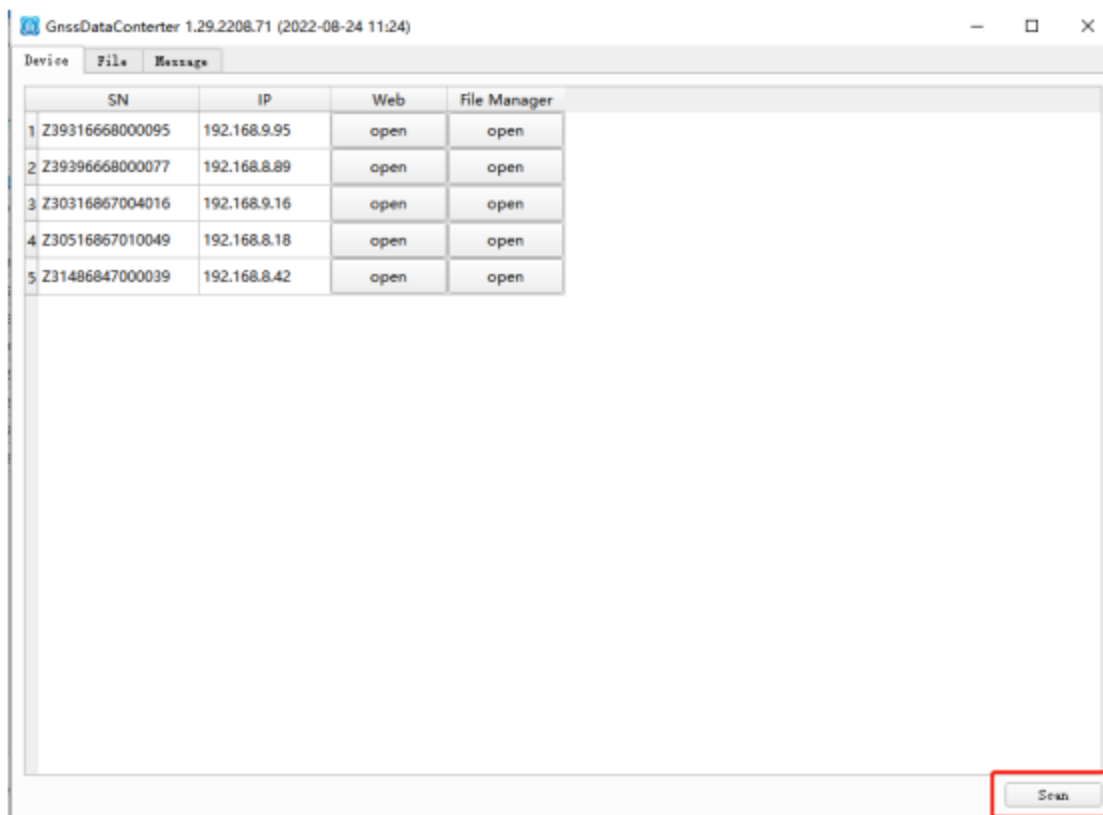 GnssDataConterter 1.29.2208.71 (2022-08-24 11:24)
Device File Message
SN IP Web File Manager
1 Z39316668000095 192.168.9.95 open open
2 Z39396668000077 192.168.8.89 open open
3 Z30316867004016 192.168.9.16 open open
4 Z30516867010049 192.168.8.18 open open
5 Z31486847000039 192.168.8.42 open open
Scan